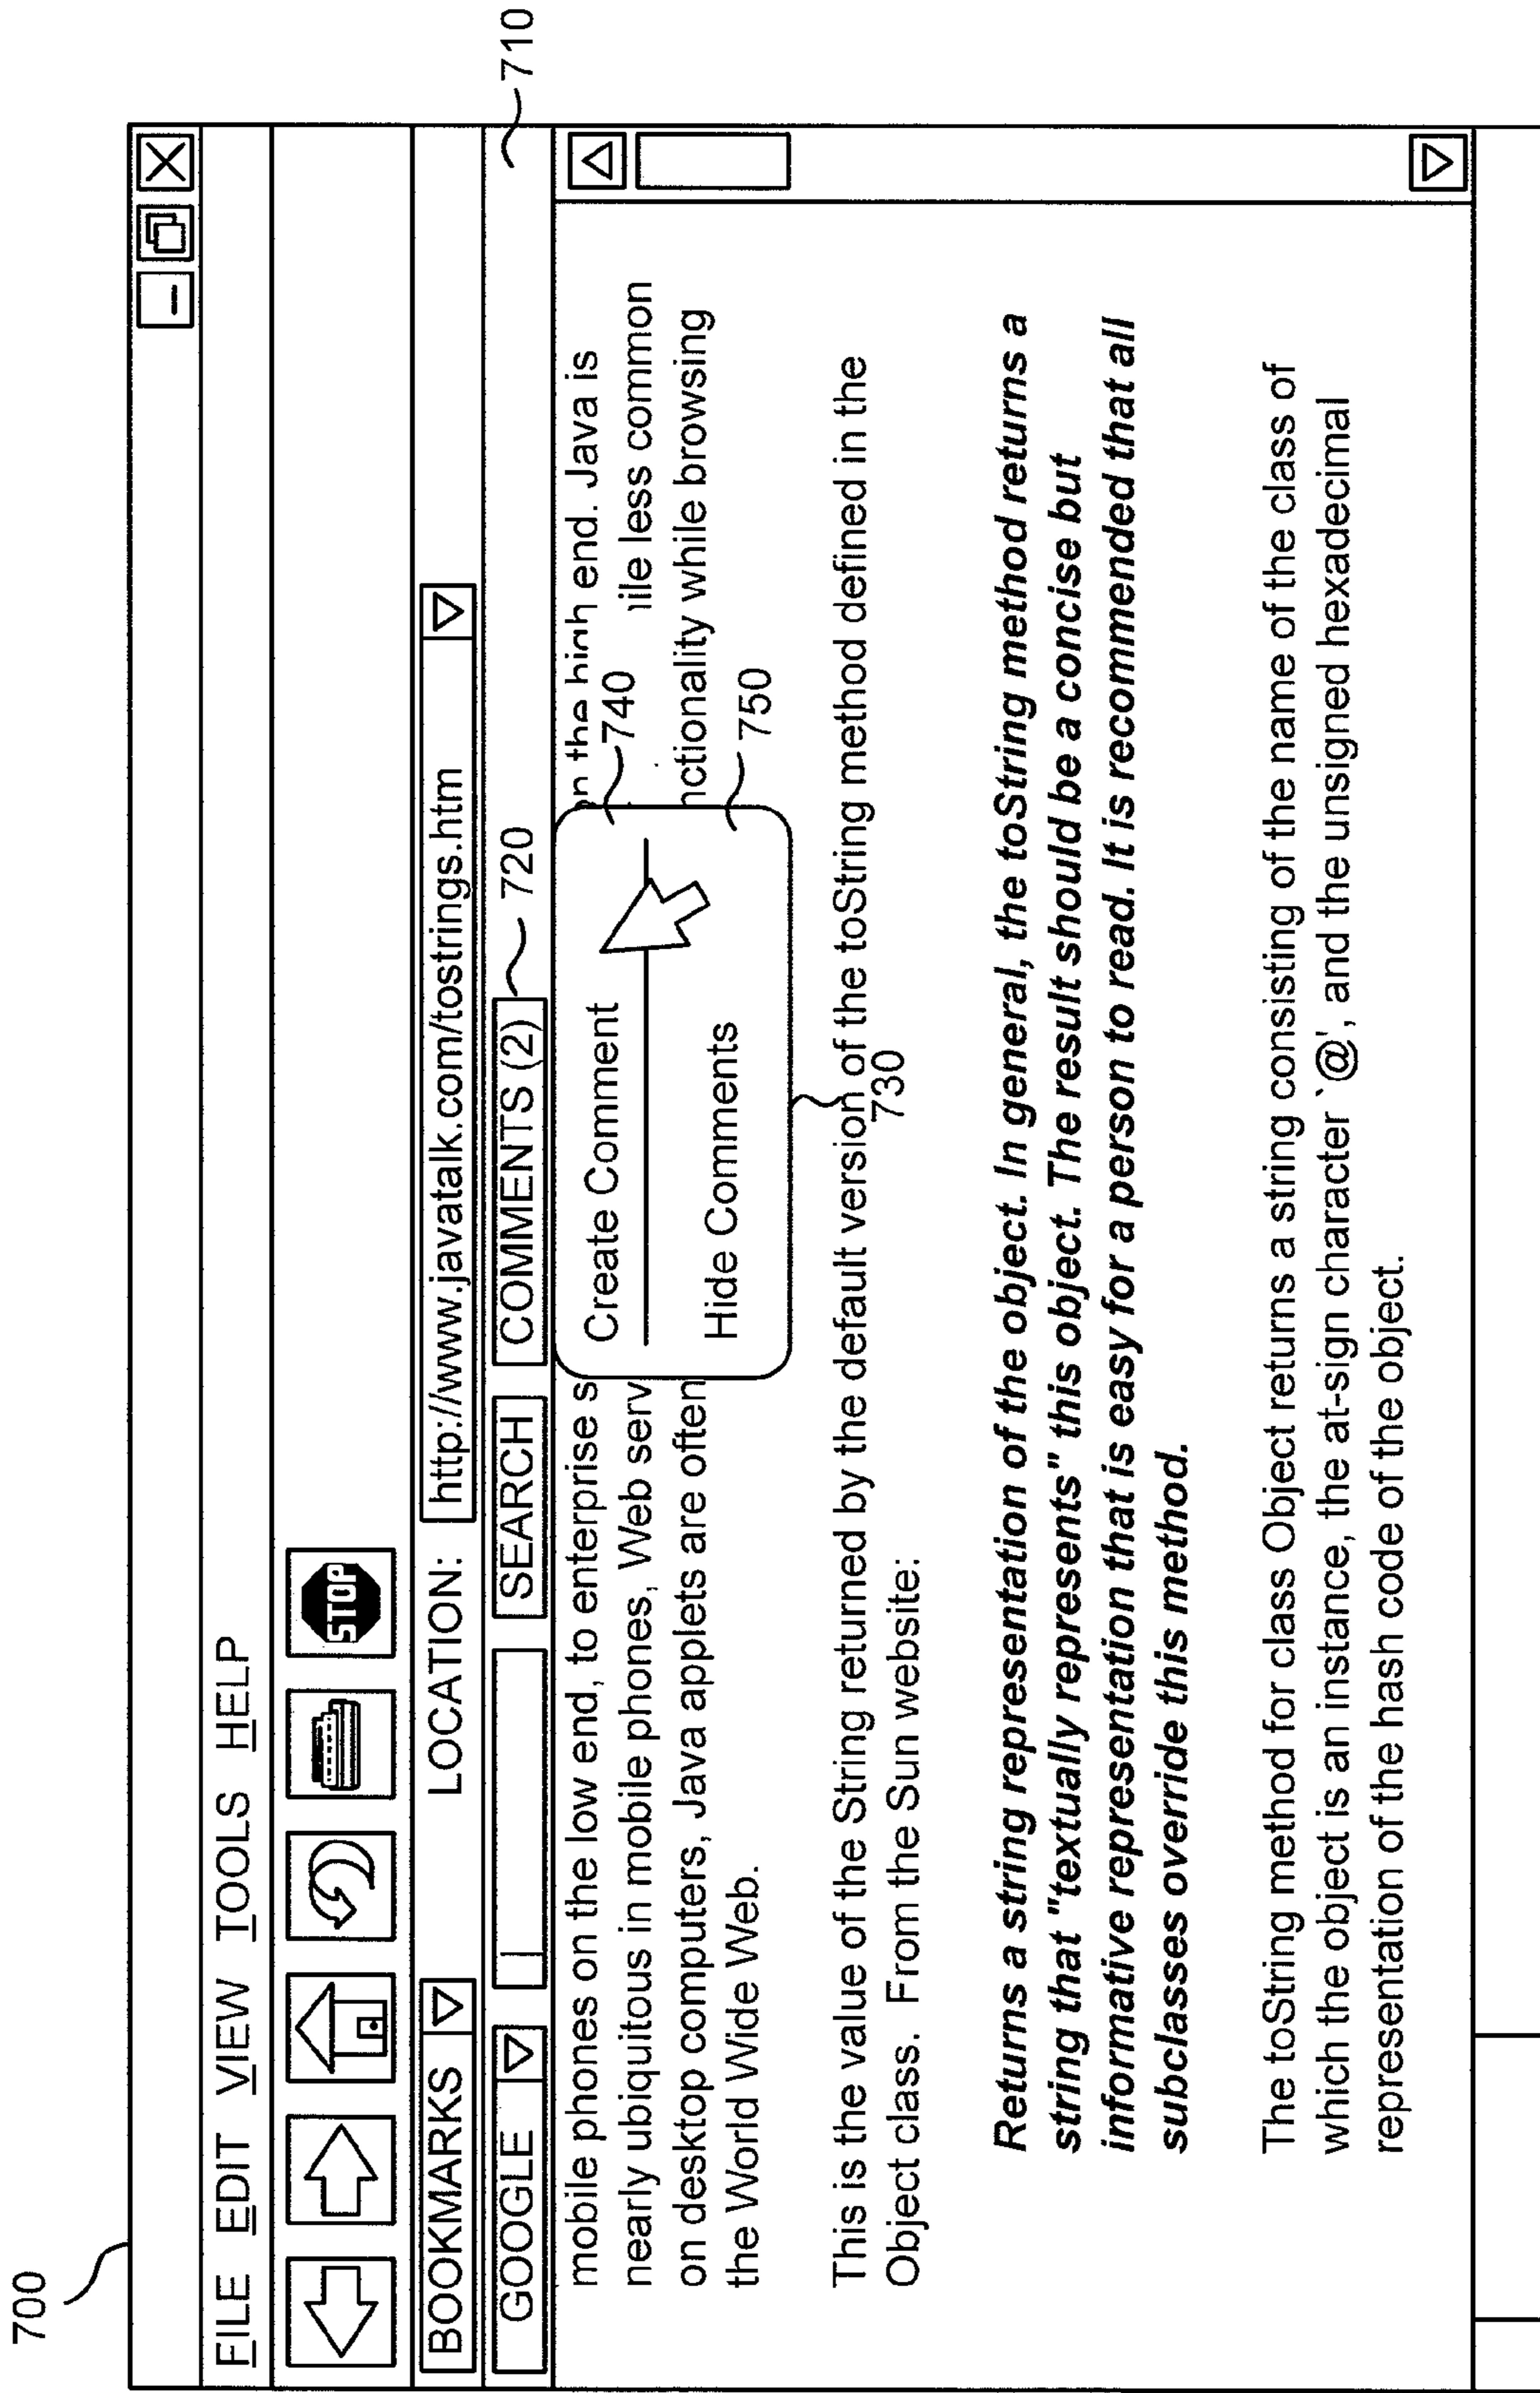 700
FILE EDIT VIEW TOOLS HELP
STOP
BOOKMARKS LOCATION: http://www.javatalk.com/tostrings.htm
GOOGLE SEARCH COMMENTS (2) 720 710
mobile phones on the low end, to enterprise s on the high end. Java is
nearly ubiquitous in mobile phones, Web serv ile less common
on desktop computers, Java applets are often nctionality while browsing
the World Wide Web.
Create Comment 740
Hide Comments 750
730
This is the value of the String returned by the default version of the toString method defined in the
Object class. From the Sun website:
Returns a string representation of the object. In general, the toString method returns a
string that "textually represents" this object. The result should be a concise but
informative representation that is easy for a person to read. It is recommended that all
subclasses override this method.
The toString method for class Object returns a string consisting of the name of the class of
which the object is an instance, the at-sign character `@', and the unsigned hexadecimal
representation of the hash code of the object.